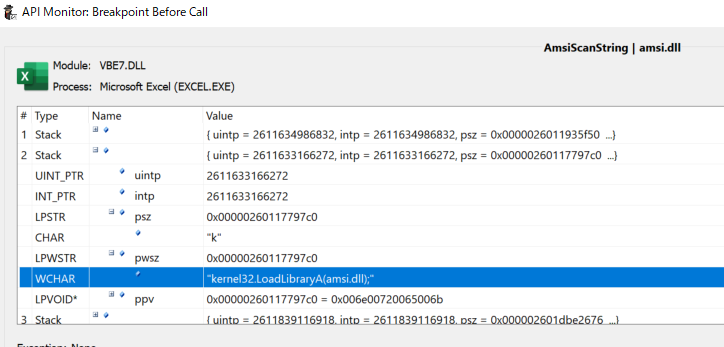 API Monitor: Breakpoint Before Call
AmsiScanString | amsi.dll
Module: VBE7.DLL
Process: Microsoft Excel (EXCEL.EXE)
# Type Name Value
1 Stack { uintp = 2611634986832, intp = 2611634986832, psz = 0x0000026011935f50 ...}
2 Stack { uintp = 2611633166272, intp = 2611633166272, psz = 0x00000260117797c0 ...}
UINT_PTR uintp 2611633166272
INT_PTR intp 2611633166272
LPSTR psz 0x00000260117797c0
CHAR "k"
LPWSTR pwsz 0x00000260117797c0
WCHAR "kernel32.LoadLibraryA(amsi.dll);"
LPVOID* ppv 0x00000260117797c0 = 0x006e00720065006b
3 Stack { uintp = 2611839116918, intp = 2611839116918, psz = 0x000002601dbe2676 ...}
Exception: None